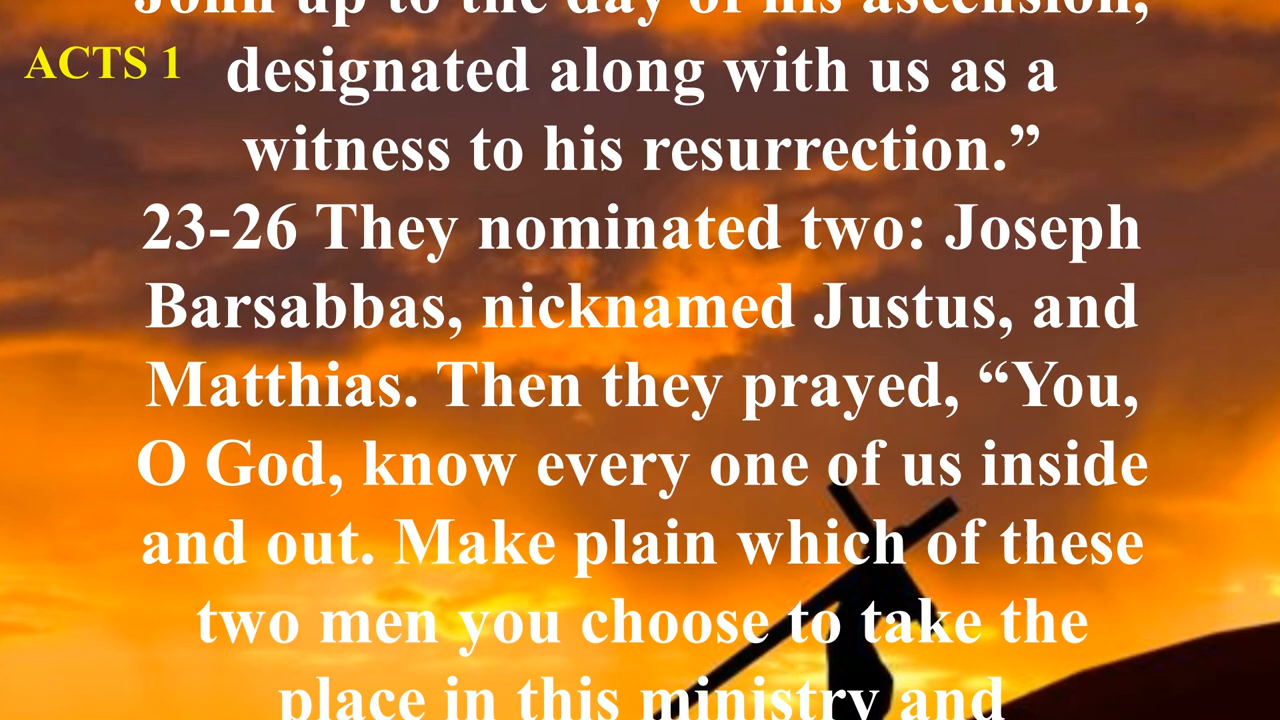 John up to the day of his ascension,
ACTS 1
designated along with us as a
witness to his resurrection.”
23-26 They nominated two: Joseph
Barsabbas, nicknamed Justus, and
Matthias. Then they prayed, “You,
O God, know every one of us inside
and out. Make plain which of these
two men you choose to take the
place in this ministry and